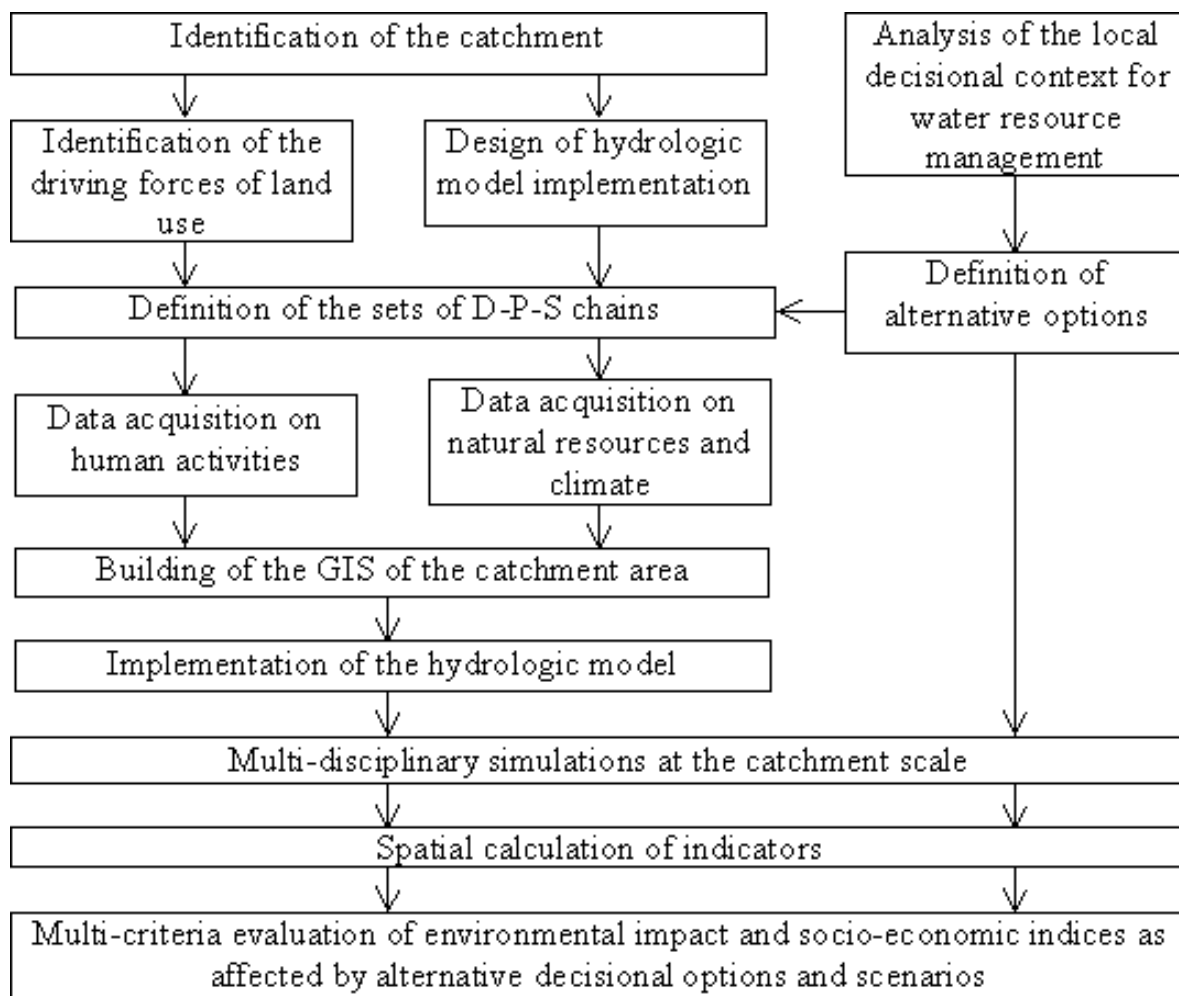 Identification of the catchment
Analysis of the local
decisional context for
water resource
management
Identification of the
driving forces of land
use
Design of hydrologic
model implementation
Definition of
alternative options
Definition of the sets of D-P-S chains
Data acquisition on
human activities
Data acquisition on
natural resources and
climate
Building of the GIS of the catchment area
Implementation of the hydrologic model
Multi-disciplinary simulations at the catchment scale
Spatial calculation of indicators
Multi-criteria evaluation of environmental impact and socio-economic indices as
affected by alternative decisional options and scenarios